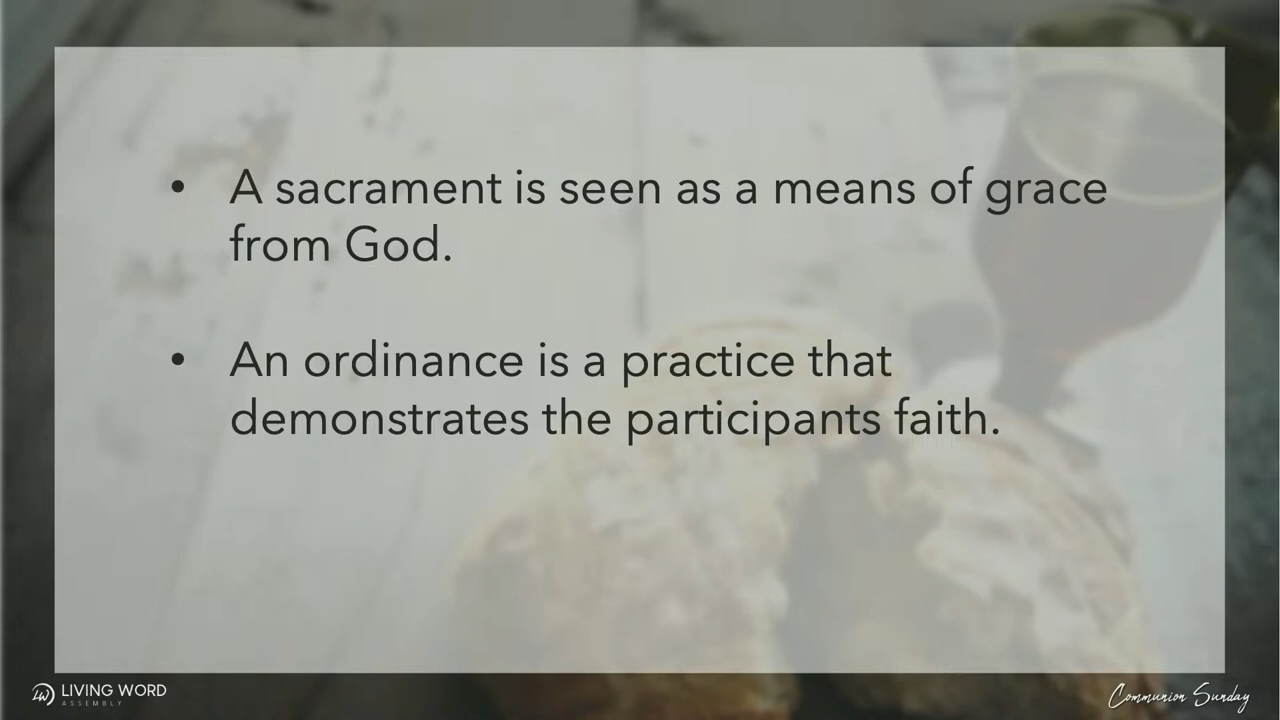 • A sacrament is seen as a means of grace
from God.
• An ordinance is a practice that
demonstrates the participants faith.
LW LIVING WORD
ASSEMBLY
Communion Sunday